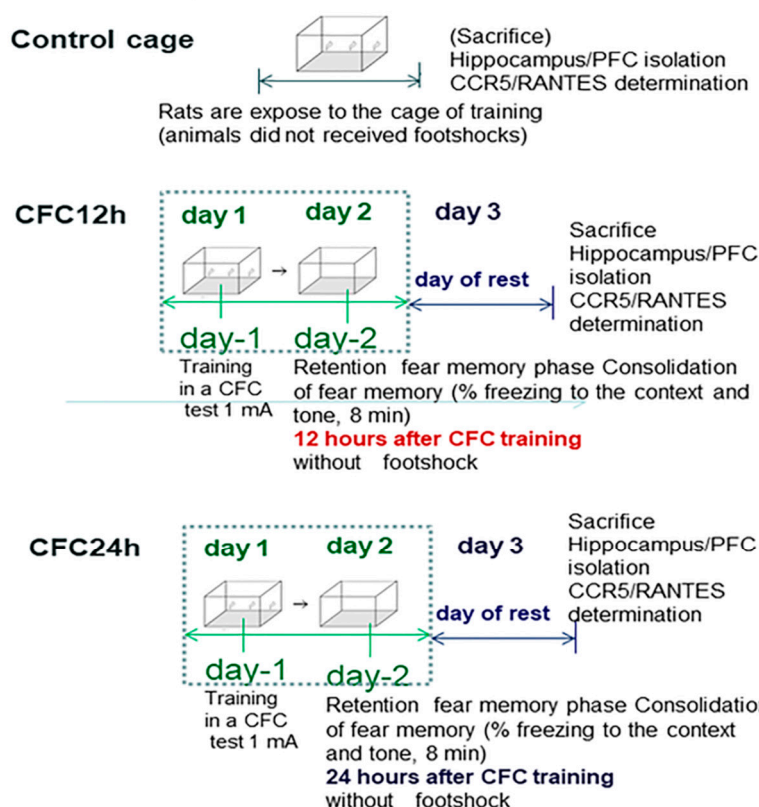 Control cage
(Sacrifice)
Hippocampus/PFC isolation
CCR5/RANTES determination
Rats are expose to the cage of training
(animals did not received footshocks)
CFC12h
day 1
day 2
day 3
→
day of rest
Sacrifice
Hippocampus/PFC
isolation
CCR5/RANTES
determination
day-1
day-2
Training
in a CFC
test 1 mA
Retention fear memory phase Consolidation
of fear memory (% freezing to the context and
tone, 8 min)
12 hours after CFC training
without footshock
CFC24h
day 1
day 2
day 3
→
day of rest
Sacrifice
Hippocampus/PFC
isolation
CCR5/RANTES
determination
day-1
day-2
Training
in a CFC
test 1 mA
Retention fear memory phase Consolidatio
of fear memory (% freezing to the context
and tone, 8 min)
24 hours after CFC training
without footshock